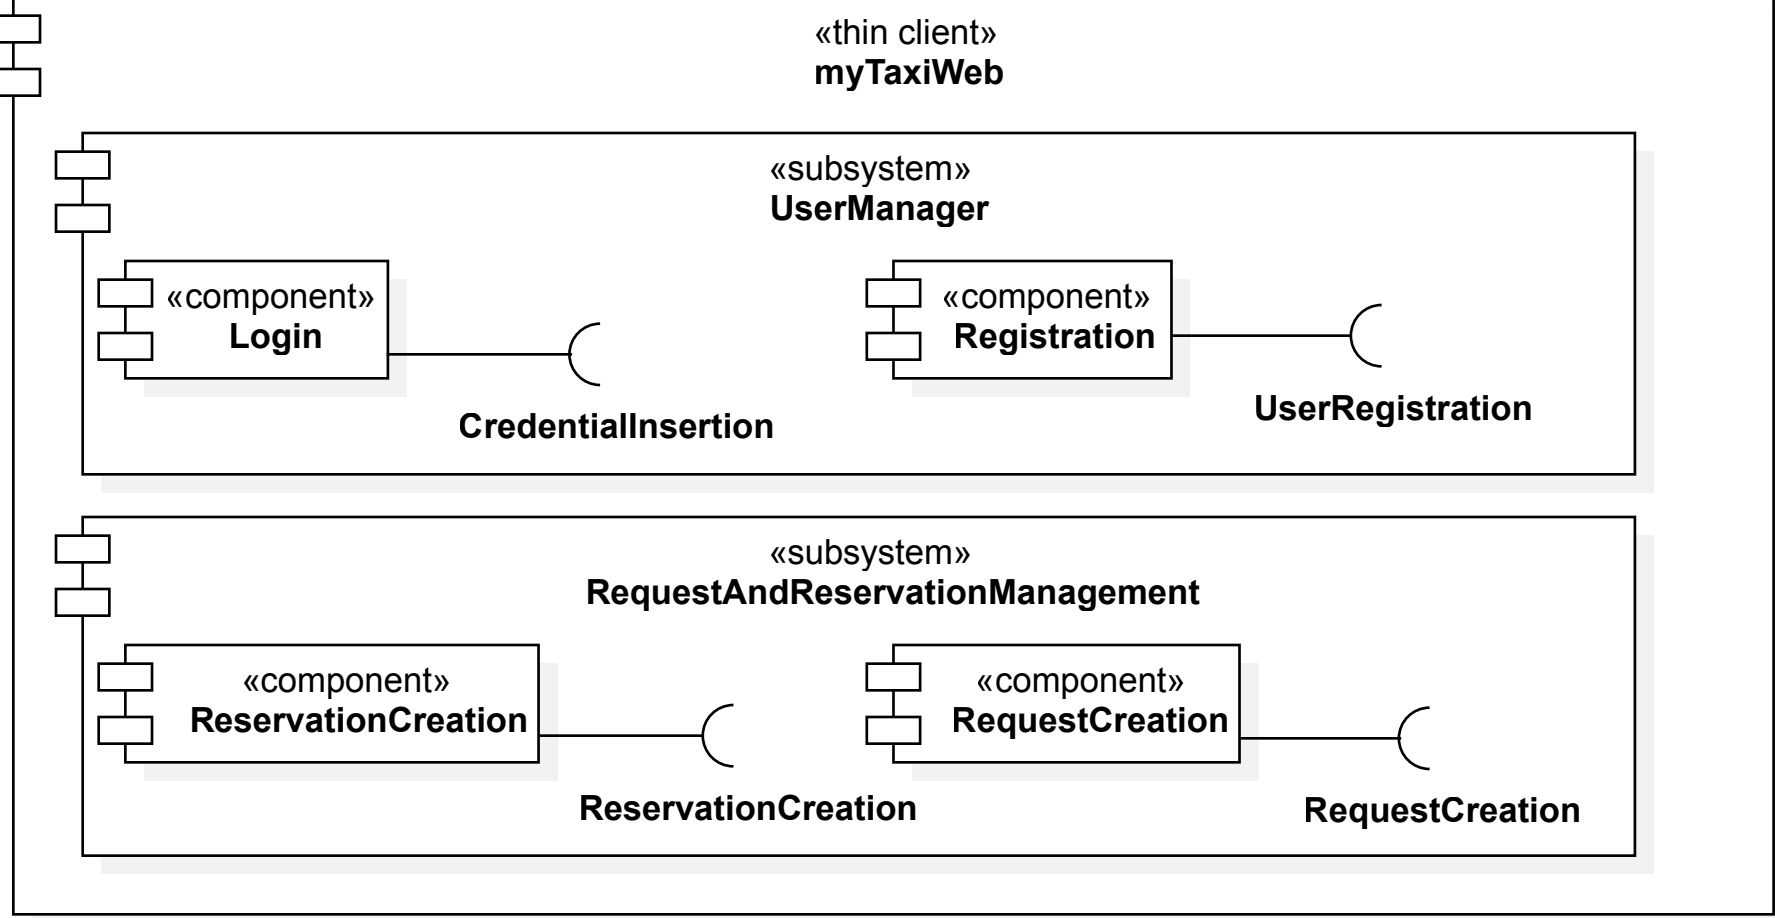 «thin client»
myTaxiWeb
«subsystem»
UserManager
«component»
Login
CredentialInsertion
«component»
Registration
UserRegistration
«subsystem»
RequestAndReservationManagement
«component»
ReservationCreation
ReservationCreation
«component»
RequestCreation
RequestCreation